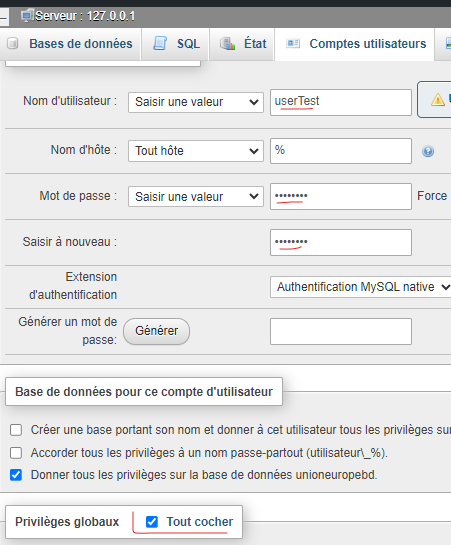 Serveur : 127.0.0.1
Bases de données SQL État Comptes utilisateurs
Nom d'utilisateur : Saisir une valeur userTest
Nom d'hôte : Tout hôte %
Mot de passe : Saisir une valeur •••••••• Force
Saisir à nouveau : ••••••••
Extension
d'authentification Authentification MySQL native
Générer un mot de
passe: Générer
Base de données pour ce compte d'utilisateur
Créer une base portant son nom et donner à cet utilisateur tous les privilèges
Accorder tous les privilèges à un nom passe-partout (utilisateur\_%).
Donner tous les privilèges sur la base de données unioneuropebd.
Privilèges globaux Tout cocher